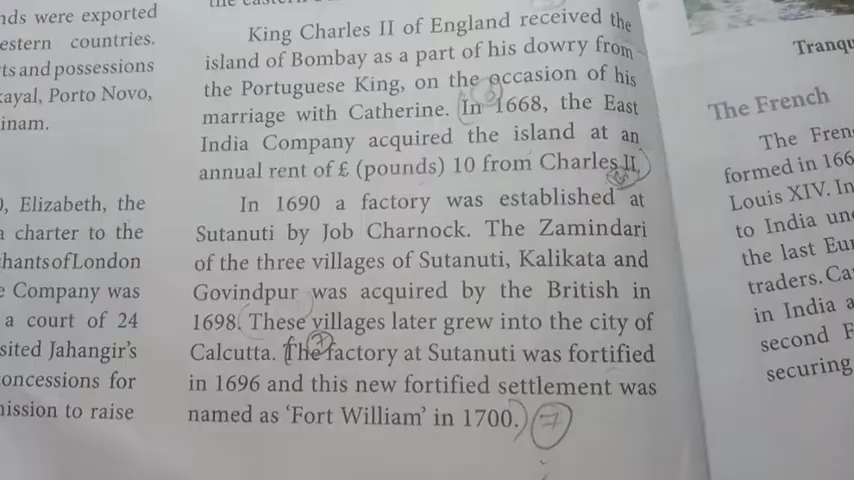 nds were exported
estern countries.
ts and possessions
kayal, Porto Novo,
inam.
), Elizabeth, the
a charter to the
hants of London
e Company was
a court of 24
sited Jahangir's
oncessions for
nission to raise
King Charles II of England received the
island of Bombay as a part of his dowry from
the Portuguese King, on the occasion of his
marriage with Catherine. In 1668, the East
India Company acquired the island at an
annual rent of £ (pounds) 10 from Charles II.
In 1690 a factory was established at
Sutanuti by Job Charnock. The Zamindari
of the three villages of Sutanuti, Kalikata and
Govindpur was acquired by the British in
1698. These villages later grew into the city of
Calcutta. The factory at Sutanuti was fortified
in 1696 and this new fortified settlement was
named as 'Fort William' in 1700. 7
Tranqu
The French
The Fren
formed in 166
Louis XIV. In
to India un
the last Eur
traders. Ca
in India a
second F
securing